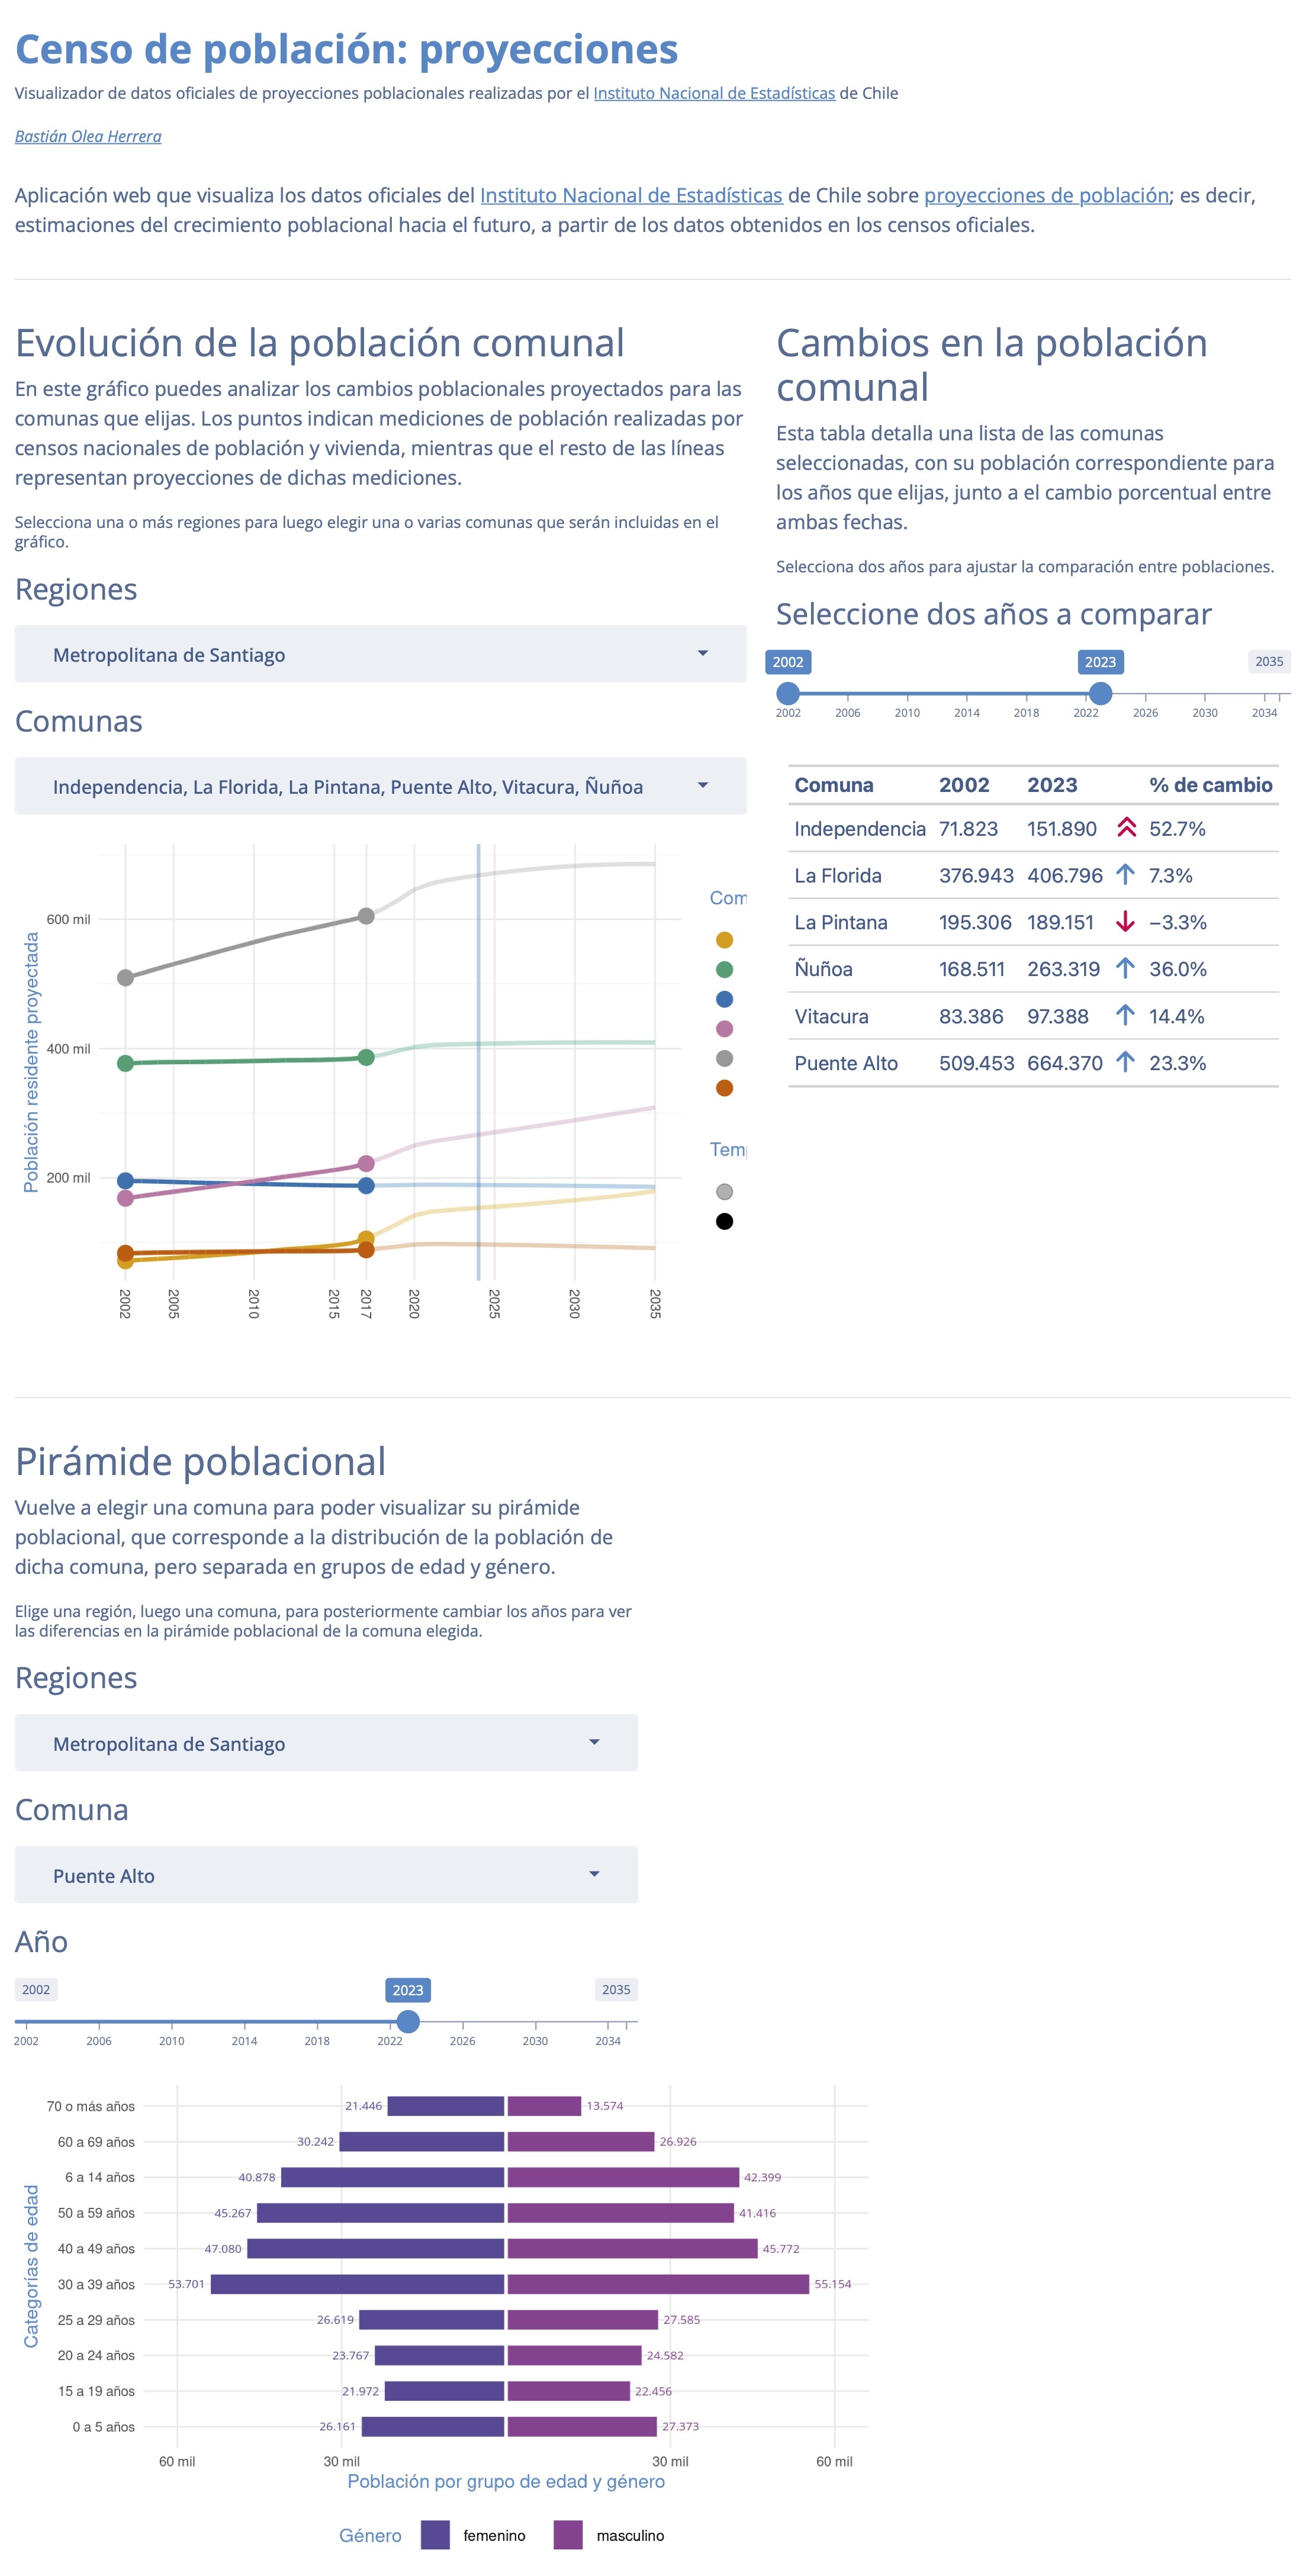 Censo de población: proyecciones
Visualizador de datos oficiales de proyecciones poblacionales realizadas por el Instituto Nacional de Estadísticas de Chile
Bastián Olea Herrera
Aplicación web que visualiza los datos oficiales del Instituto Nacional de Estadísticas de Chile sobre proyecciones de población; es decir,
estimaciones del crecimiento poblacional hacia el futuro, a partir de los datos obtenidos en los censos oficiales.
Evolución de la población comunal
En este gráfico puedes analizar los cambios poblacionales proyectados para las
comunas que elijas. Los puntos indican mediciones de población realizadas por
censos nacionales de población y vivienda, mientras que el resto de las líneas
representan proyecciones de dichas mediciones.
Selecciona una o más regiones para luego elegir una o varias comunas que serán incluidas en el
gráfico.
Regiones
Metropolitana de Santiago
Comunas
Independencia, La Florida, La Pintana, Puente Alto, Vitacura, Ñuñoa
Población residente proyectada
600 mil
400 mil
200 mil
2002 2005 2010 2015 2017 2020 2025 2030 2035
Com
Tem
Cambios en la población
comunal
Esta tabla detalla una lista de las comunas
seleccionadas, con su población correspondiente para
los años que elijas, junto a el cambio porcentual entre
ambas fechas.
Selecciona dos años para ajustar la comparación entre poblaciones.
Seleccione dos años a comparar
2002 2023 2035
2002 2006 2010 2014 2018 2022 2026 2030 2034
Comuna 2002 2023 % de cambio
Independencia 71.823 151.890 52.7%
La Florida 376.943 406.796 7.3%
La Pintana 195.306 189.151 −3.3%
Ñuñoa 168.511 263.319 36.0%
Vitacura 83.386 97.388 14.4%
Puente Alto 509.453 664.370 23.3%
Pirámide poblacional
Vuelve a elegir una comuna para poder visualizar su pirámide
poblacional, que corresponde a la distribución de la población de
dicha comuna, pero separada en grupos de edad y género.
Elige una región, luego una comuna, para posteriormente cambiar los años para ver
las diferencias en la pirámide poblacional de la comuna elegida.
Regiones
Metropolitana de Santiago
Comuna
Puente Alto
Año
2002 2023 2035
2002 2006 2010 2014 2018 2022 2026 2030 2034
Categorías de edad
70 o más años 21.446 13.574
60 a 69 años 30.242 26.926
6 a 14 años 40.878 42.399
50 a 59 años 45.267 41.416
40 a 49 años 47.080 45.772
30 a 39 años 53.701 55.154
25 a 29 años 26.619 27.585
20 a 24 años 23.767 24.582
15 a 19 años 21.972 22.456
0 a 5 años 26.161 27.373
60 mil 30 mil 30 mil 60 mil
Población por grupo de edad y género
Género femenino masculino